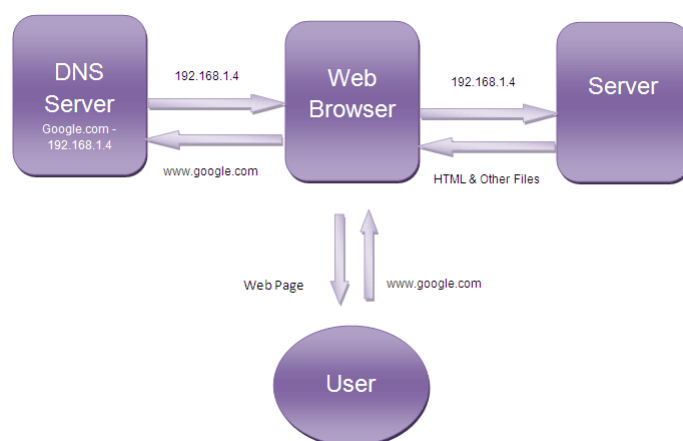 DNS
Server
Google.com -
192.168.1.4
192.168.1.4
www.google.com
Web
Browser
192.168.1.4
HTML & Other Files
Server
Web Page
www.google.com
User